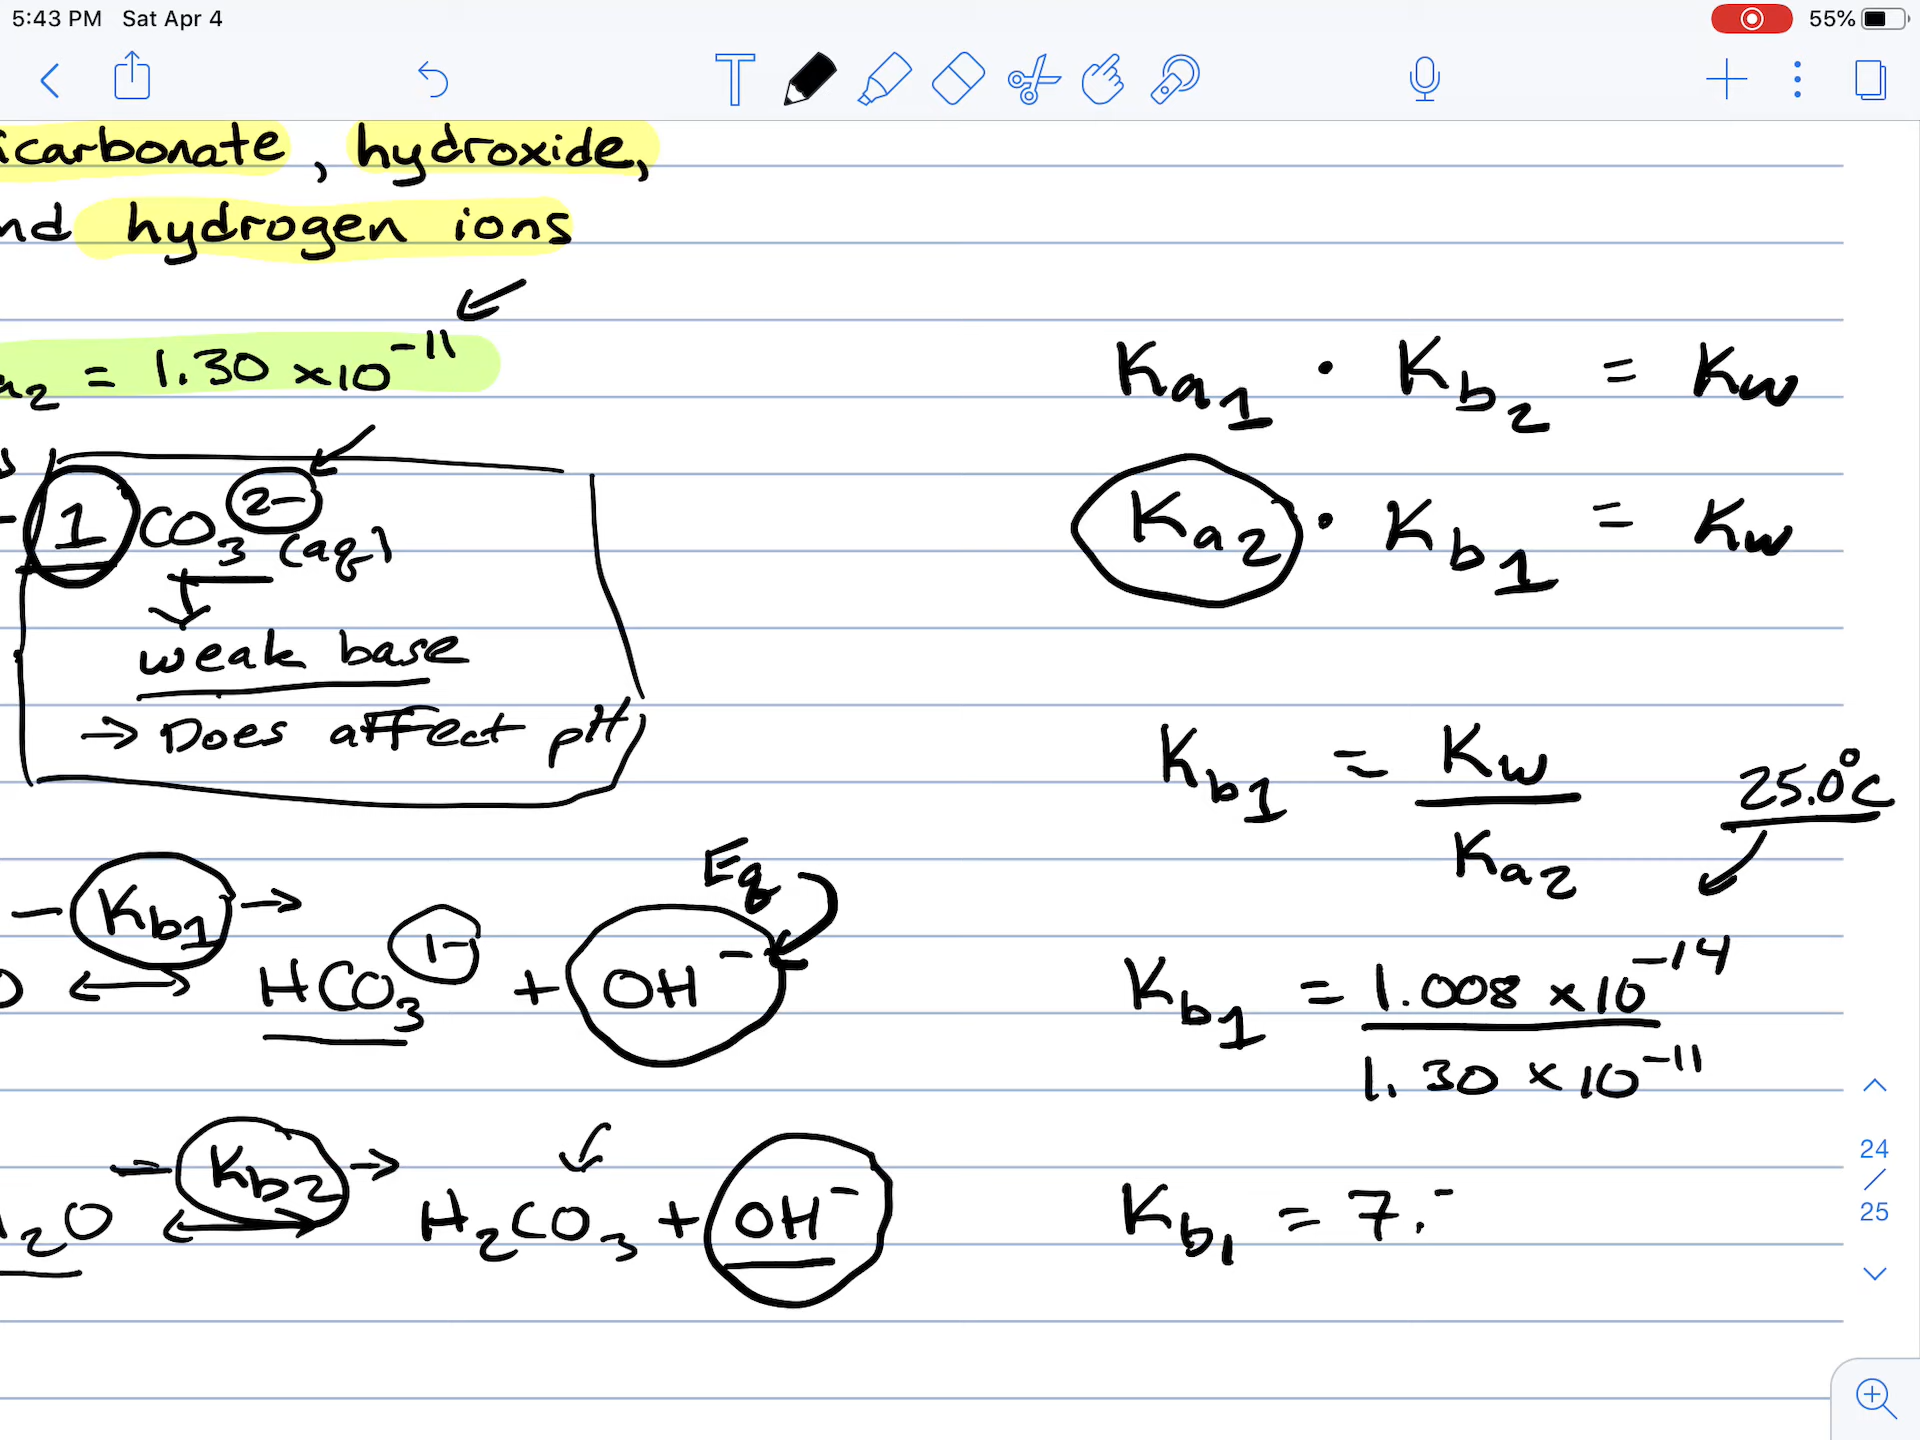 5:43 PM Sat Apr 4
55%
icarbonate, hydroxide,
nd hydrogen ions
a2 = 1.30 x10^-11
1 CO3^2- (aq)
weak base
→ Does affect pH
Kb1 →
Eq
O ⟷ HCO3^1- + OH^-
Kb2 →
H2O ⟷ H2CO3 + OH^-
Ka1 • Kb2 = Kw
Ka2 • Kb1 = Kw
Kb1 = Kw / Ka2
25.0°C
Kb1 = 1.008 x10^-14 / 1.30 x10^-11
Kb1 = 7.
24
/
25